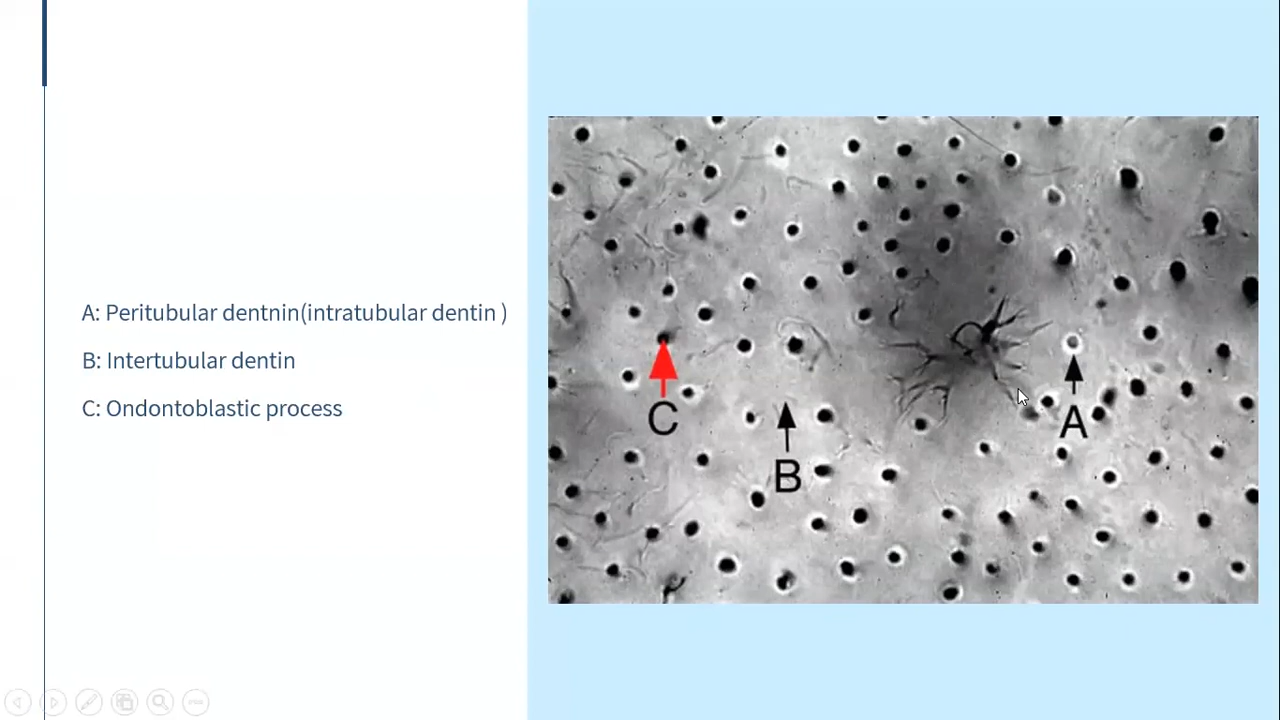 A: Peritubular dentnin(intratubular dentin )
B: Intertubular dentin
C: Ondontoblastic process
C
A
B